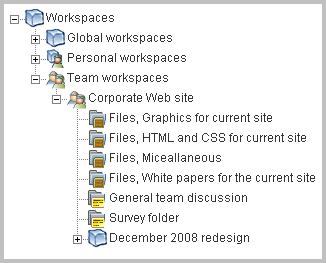 Workspaces
Global workspaces
Personal workspaces
Team workspaces
Corporate Web site
Files, Graphics for current site
Files, HTML and CSS for current site
Files, Miceallaneous
Files, White papers for the current site
General team discussion
Survey folder
December 2008 redesign